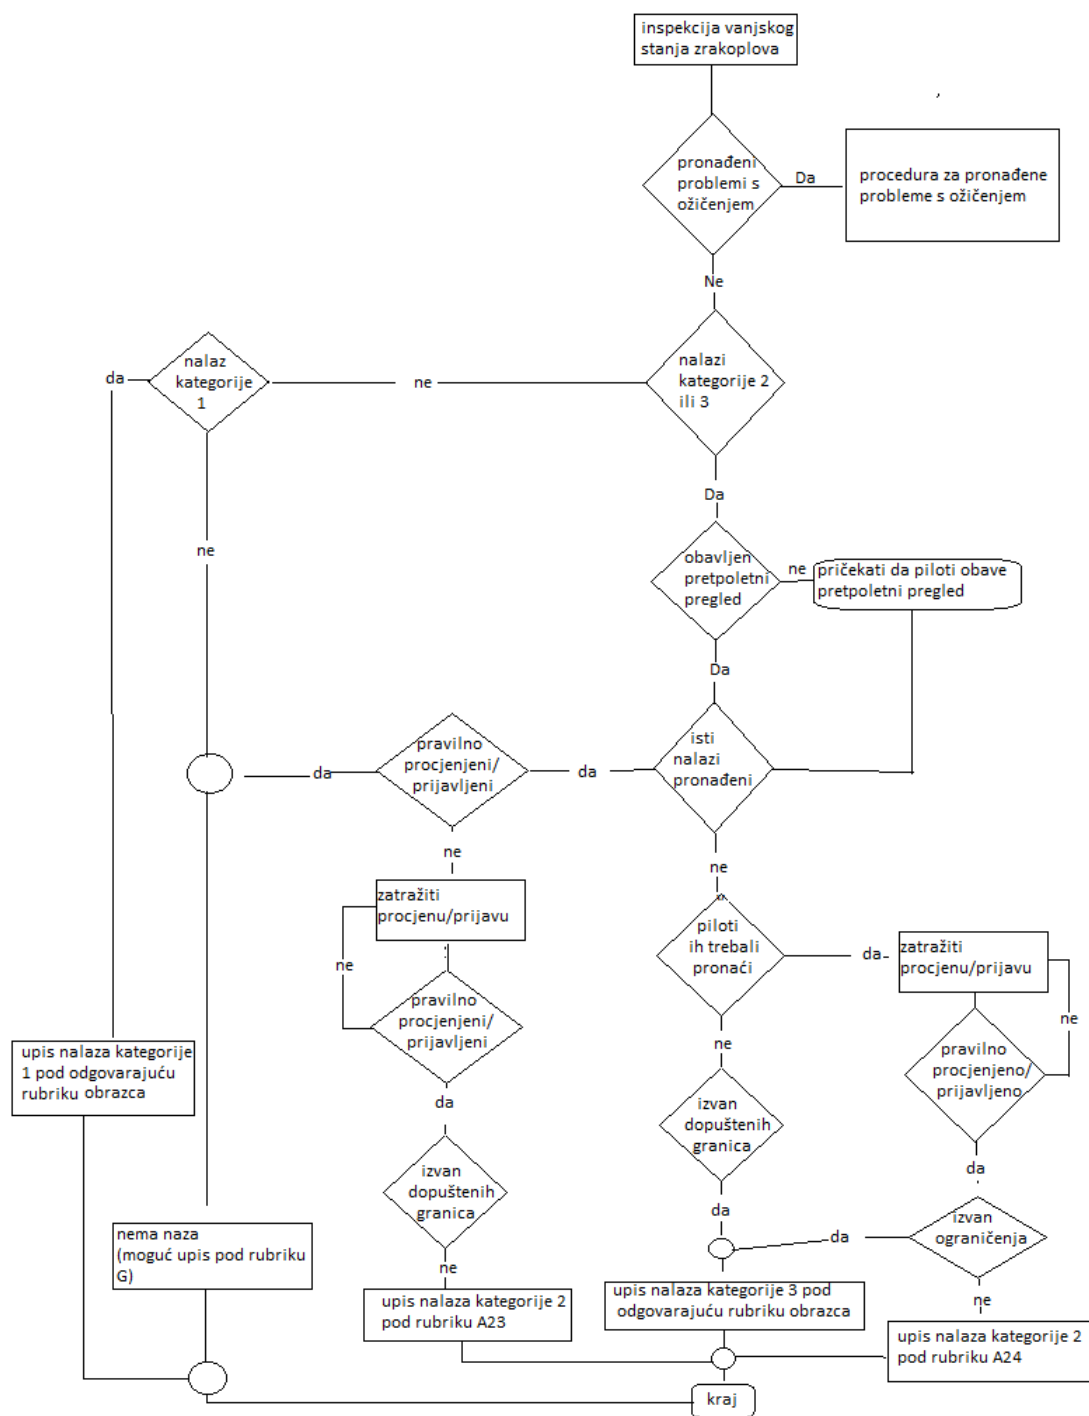 inspekcija vanjskog
stanja zrakoplova
,
pronađeni
problemi s
ožičenjem
Da
procedura za pronađene
probleme s ožičenjem
Ne
nalazi
kategorije 2
ili 3
ne
nalaz
kategorije
1
da
ne
Da
obavljen
pretpoletni
pregled
ne
pričekati da piloti obave
pretpoletni pregled
Da
isti
nalazi
pronađeni
da
pravilno
procjenjeni/
prijavljeni
da
ne
zatražiti
procjenu/prijavu
ne
pravilno
procjenjeni/
prijavljeni
da
izvan
dopuštenih
granica
ne
upis nalaza kategorije 2
pod rubriku A23
ne
piloti
ih trebali
pronaći
da
zatražiti
procjenu/prijavu
ne
pravilno
procjenjeno/
prijavljeno
da
izvan
ograničenja
da
ne
upis nalaza kategorije 2
pod rubriku A24
ne
izvan
dopuštenih
granica
da
upis nalaza kategorije 3 pod
odgovarajuću rubriku obrazca
upis nalaza kategorije
1 pod odgovarajuću
rubriku obrazca
nema naza
(moguć upis pod rubriku
G)
kraj